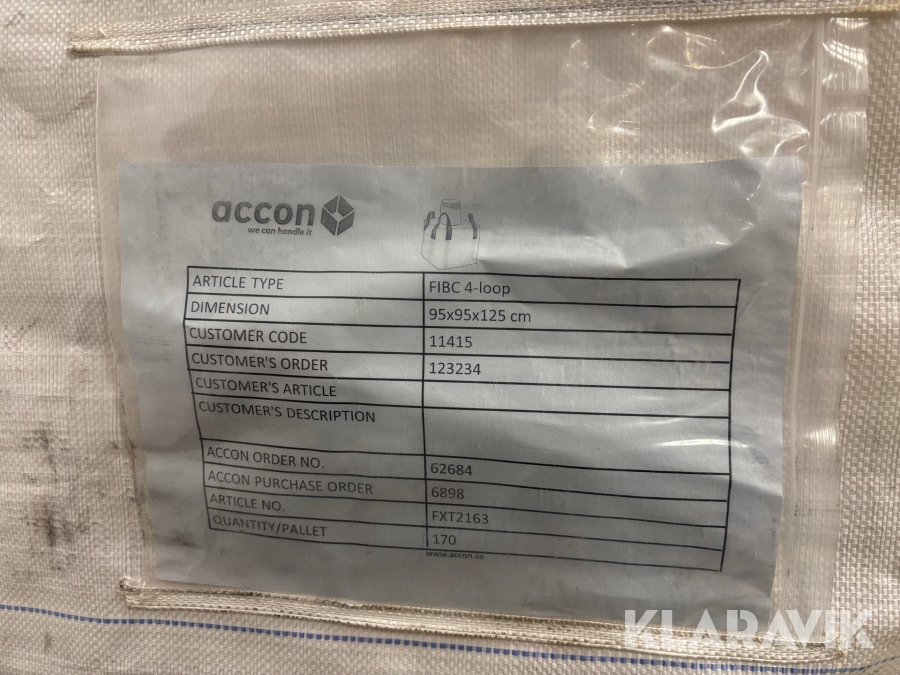 accon
we can handle it
ARTICLE TYPE FIBC 4-loop
DIMENSION 95x95x125 cm
CUSTOMER CODE 11415
CUSTOMER'S ORDER 123234
CUSTOMER'S ARTICLE
CUSTOMER'S DESCRIPTION
ACCON ORDER NO. 62684
ACCON PURCHASE ORDER 6898
ARTICLE NO. FXT2163
QUANTITY/PALLET 170
www.accon.se
KLARAVIK